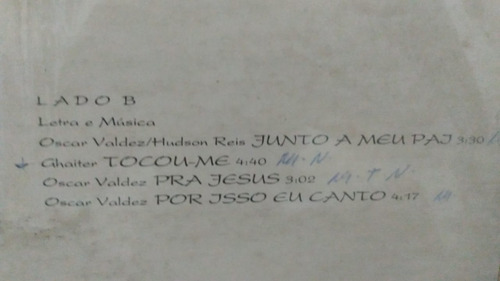 LADO B
Letra e Música
Oscar Valdez/Hudson Reis JUNTO A MEU PAI 3:30
Ghaiter TOCOU-ME 4:40 M·N·
Oscar Valdez PRA JESUS 3:02 M·T N·
Oscar Valdez POR ISSO EU CANTO 4:17 M